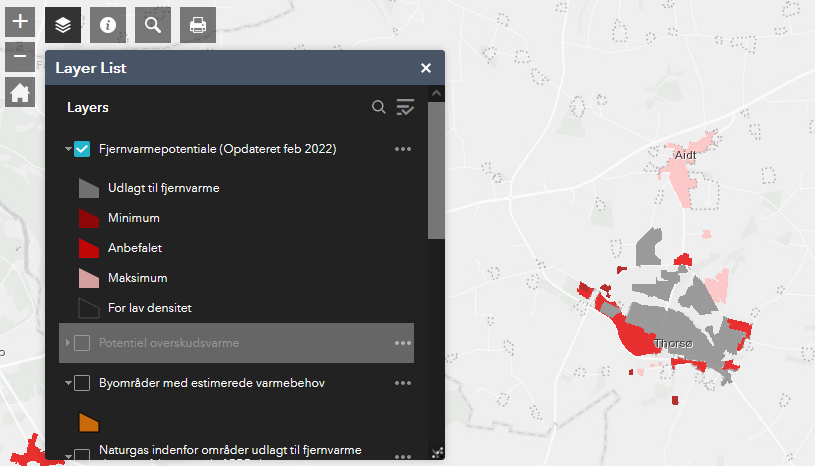 Layer List
Layers
Fjernvarmepotentiale (Opdateret feb 2022)
Udlagt til fjernvarme
Minimum
Anbefalet
Maksimum
For lav densitet
Potentiel overskudsvarme
Byområder med estimerede varmebehov
Naturgas indenfor områder udlagt til fjernvarme
Aidt
Thorsø